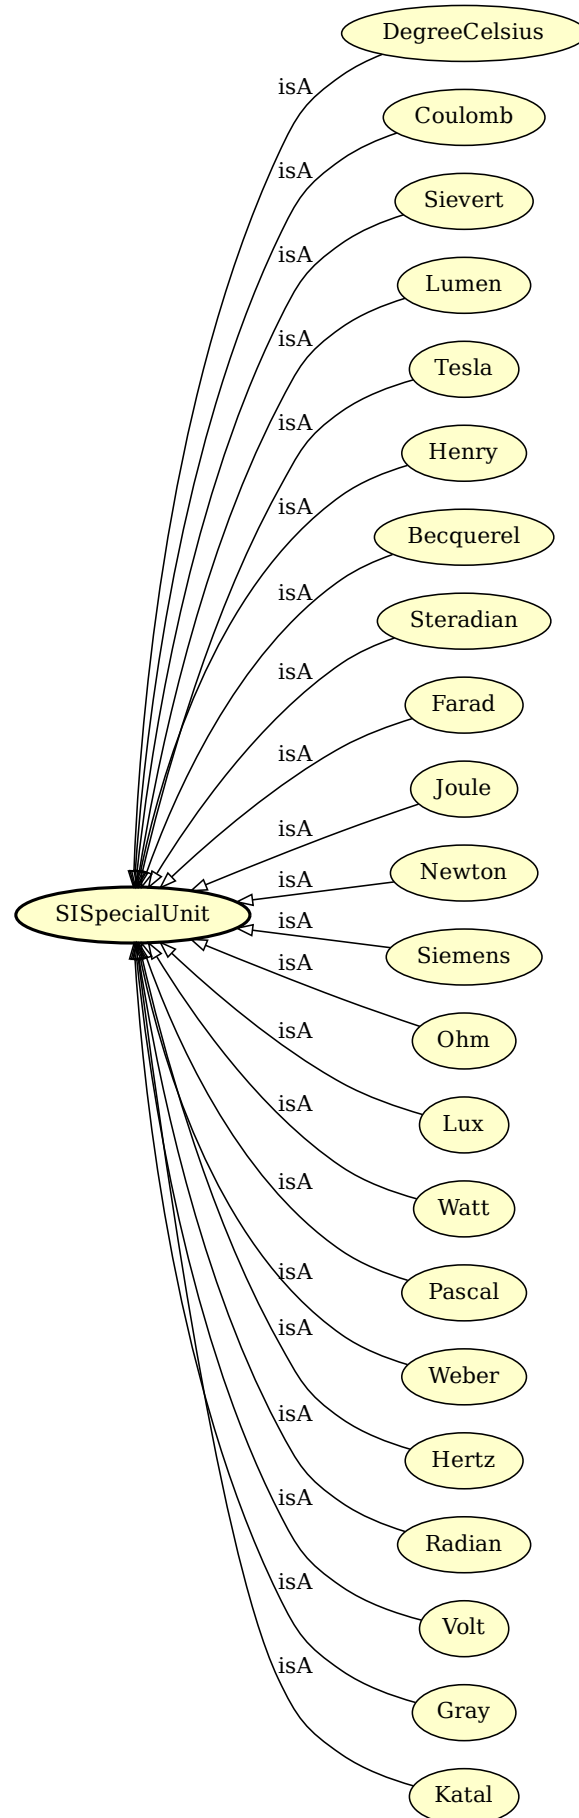 DegreeCelsius
isA
Coulomb
isA
Sievert
isA
Lumen
isA
Tesla
isA
Henry
isA
Becquerel
isA
Steradian
isA
Farad
isA
Joule
isA
Newton
isA
SISpecialUnit
isA
Siemens
isA
Ohm
isA
Lux
isA
Watt
isA
Pascal
isA
Weber
isA
Hertz
isA
Radian
isA
Volt
isA
Gray
isA
Katal